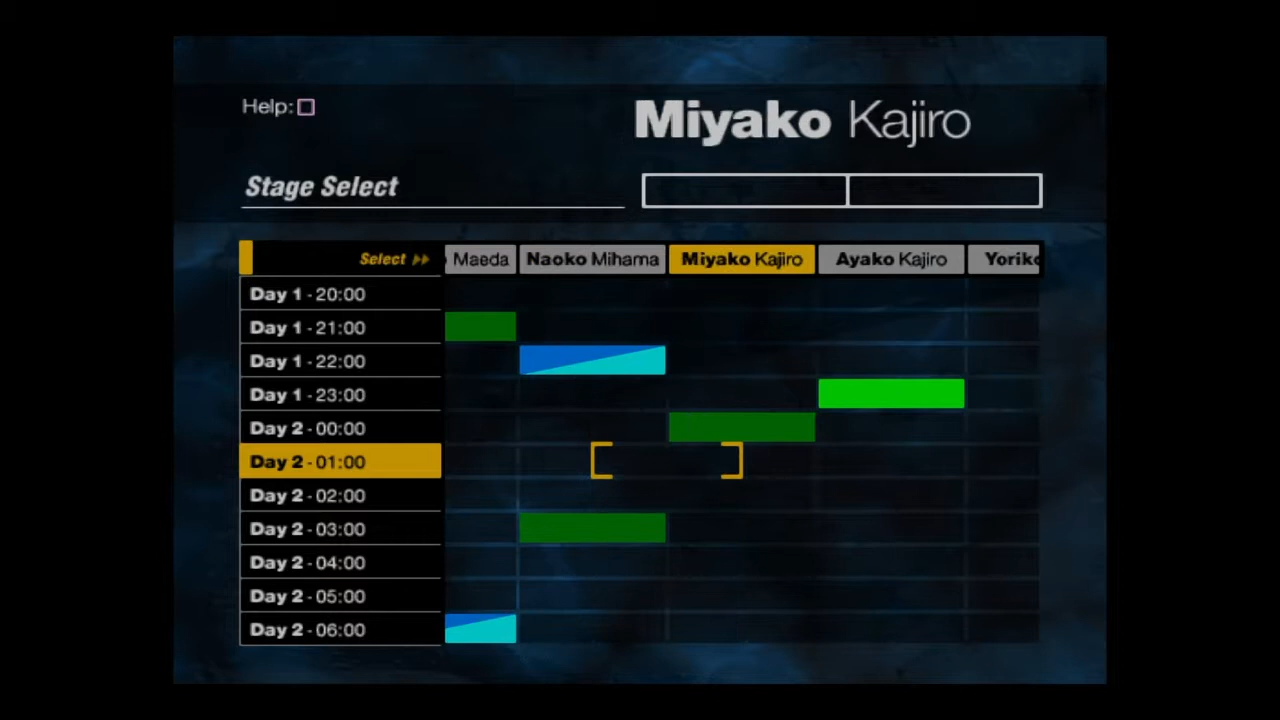 Help:
Miyako Kajiro
Stage Select
Select
Maeda
Naoko Mihama
Miyako Kajiro
Ayako Kajiro
Yoriko
Day 1 - 20:00
Day 1 - 21:00
Day 1 - 22:00
Day 1 - 23:00
Day 2 - 00:00
Day 2 - 01:00
Day 2 - 02:00
Day 2 - 03:00
Day 2 - 04:00
Day 2 - 05:00
Day 2 - 06:00